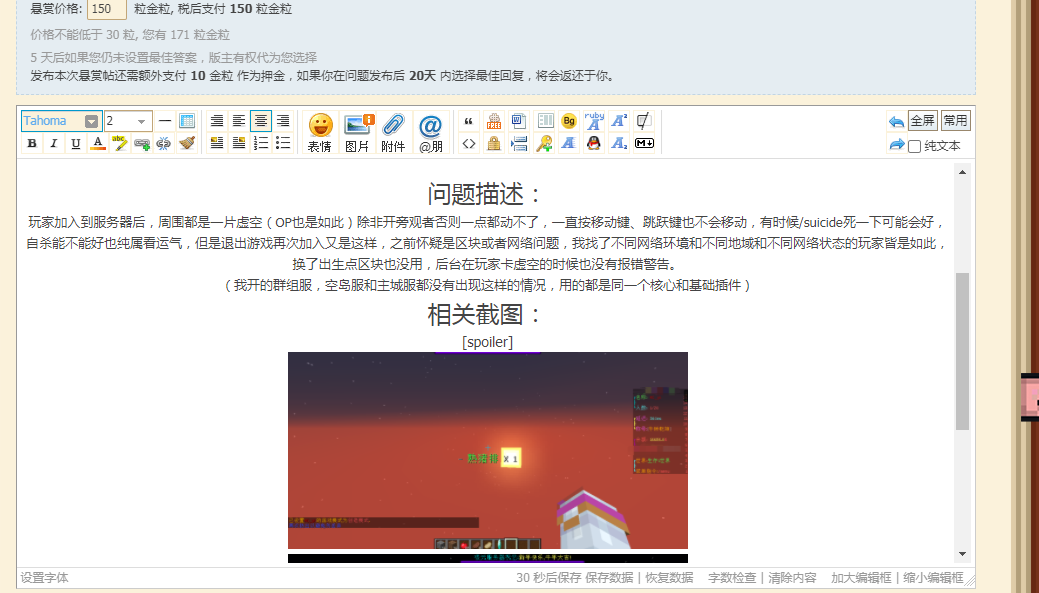 悬赏价格: 150 粒金粒, 税后支付 150 粒金粒
价格不能低于 30 粒, 您有 171 粒金粒
5 天后如果您仍未设置最佳答案，版主有权代为您选择
发布本次悬赏帖还需额外支付 10 金粒 作为押金，如果你在问题发布后 20天 内选择最佳回复，将会返还于你。
Tahoma 2 Bg ruby A A² 全屏 常用
B I U A abc 表情 图片 附件 @朋 FREE W A A₂ M 纯文本
问题描述：
玩家加入到服务器后，周围都是一片虚空（OP也是如此）除非开旁观者否则一点都动不了，一直按移动键、跳跃键也不会移动，有时候/suicide死一下可能会好，
自杀能不能好也纯属看运气，但是退出游戏再次加入又是这样，之前怀疑是区块或者网络问题，我找了不同网络环境和不同地域和不同网络状态的玩家皆是如此，
换了出生点区块也没用，后台在玩家卡虚空的时候也没有报错警告。
（我开的群组服，空岛服和主城服都没有出现这样的情况，用的都是同一个核心和基础插件）
相关截图：
[spoiler]
X 1
设置字体 30 秒后保存 保存数据 | 恢复数据 字数检查 | 清除内容 加大编辑框 | 缩小编辑框